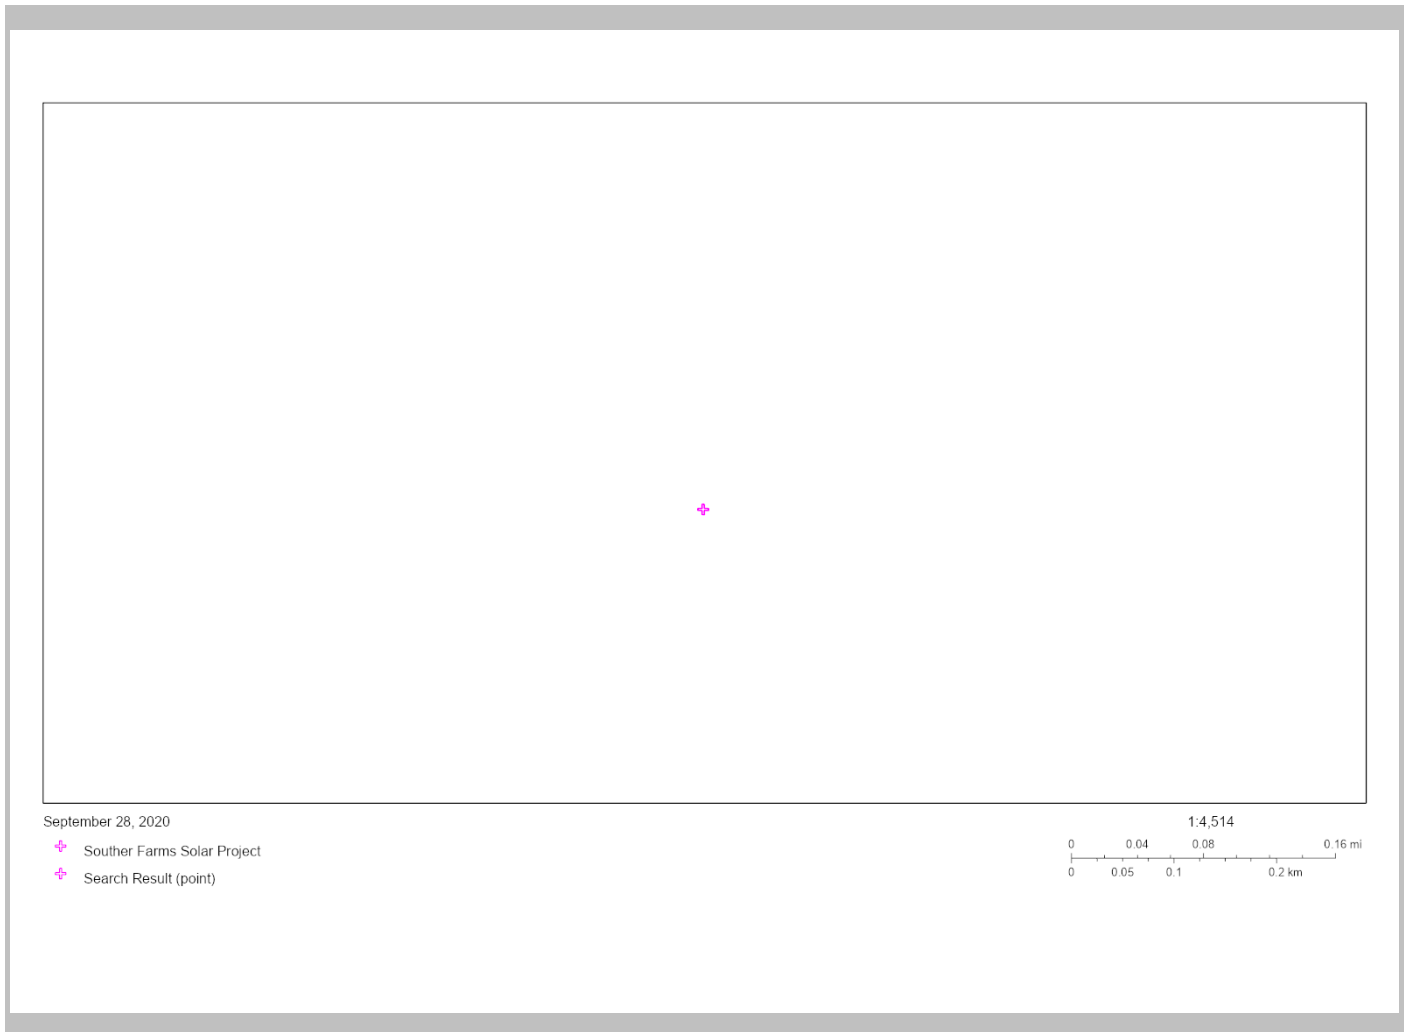 September 28, 2020
Souther Farms Solar Project
Search Result (point)
1:4,514
0 0.04 0.08 0.16 mi
0 0.05 0.1 0.2 km